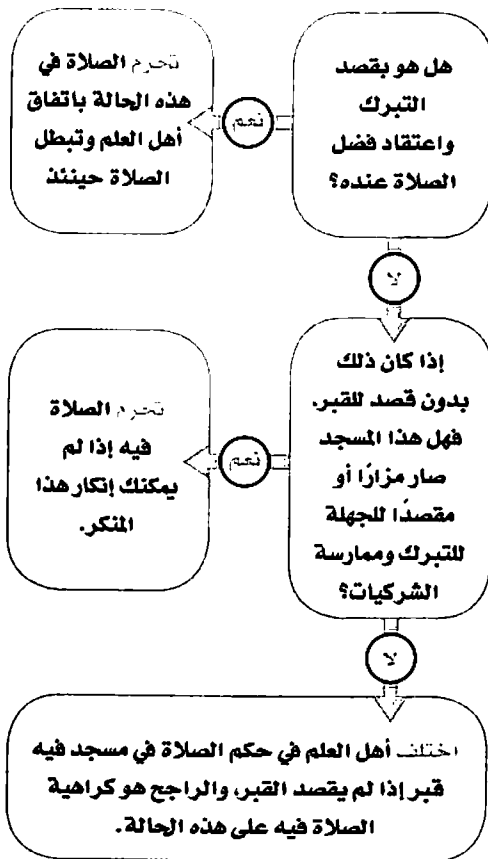 هل هو بقصد
التبرك
واعتقاد فضل
الصلاة عنده؟
نعم
تحرم الصلاة في
هذه الحالة باتفاق
أهل العلم وتبطل
الصلاة حينئذ
لا
إذا كان ذلك
بدون قصد للقبر.
فهل هذا المسجد
صار مزارًا أو
مقصدًا للجهلة
للتبرك وممارسة
الشركيات؟
نعم
تحرم الصلاة
فيه إذا لم
يمكنك إنكار هذا
المنكر.
لا
اختلف أهل العلم في حكم الصلاة في مسجد فيه
قبر إذا لم يقصد القبر، والراجح هو كراهية
الصلاة فيه على هذه الحالة.